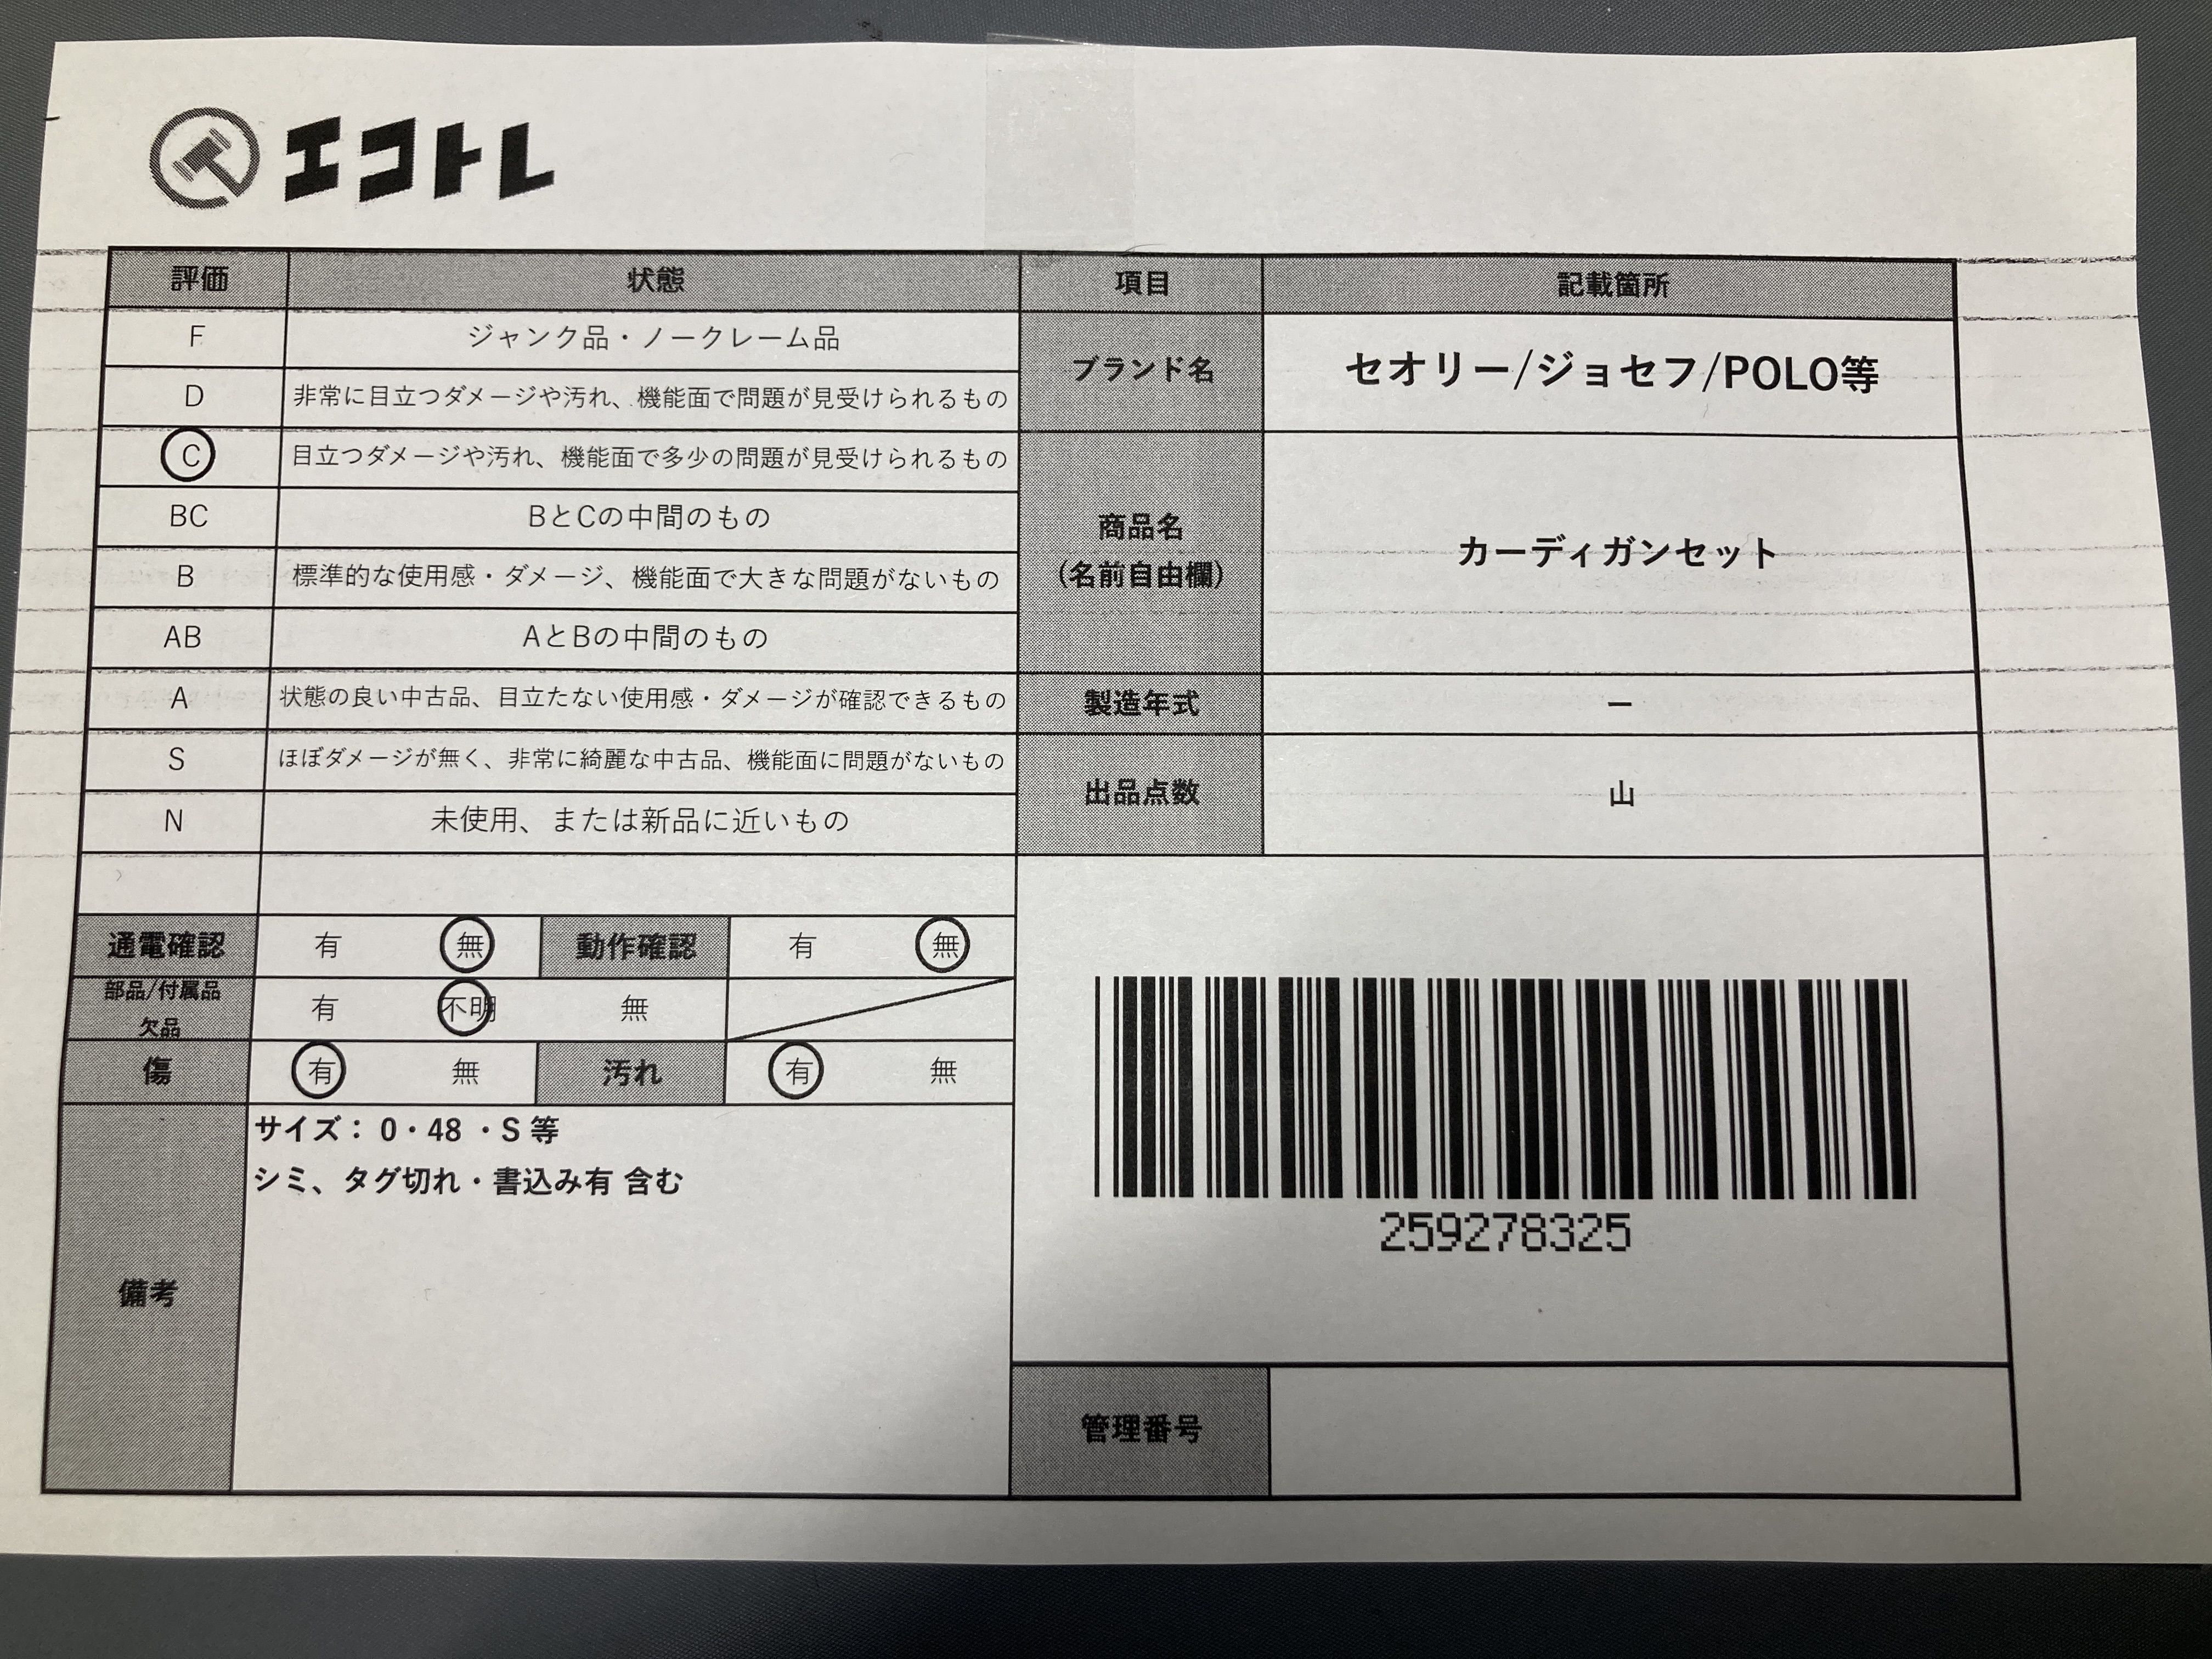 エコトレ
評価 状態 項目 記載箇所
F ジャンク品・ノークレーム品
D 非常に目立つダメージや汚れ、機能面で問題が見受けられるもの
ブランド名 セオリー/ジョセフ/POLO等
C 目立つダメージや汚れ、機能面で多少の問題が見受けられるもの
BC BとCの中間のもの
B 標準的な使用感・ダメージ、機能面で大きな問題がないもの
AB AとBの中間のもの
商品名
(名前自由欄)
カーディガンセット
A 状態の良い中古品、目立たない使用感・ダメージが確認できるもの
製造年式 ー
S ほぼダメージが無く、非常に綺麗な中古品、機能面に問題がないもの
N 未使用、または新品に近いもの
出品点数 山
通電確認 有 無 動作確認 有 無
部品/付属品
欠品
有 不明 無
傷 有 無 汚れ 有 無
備考
サイズ： 0・48 ・S 等
シミ、タグ切れ・書込み有 含む
259278325
管理番号